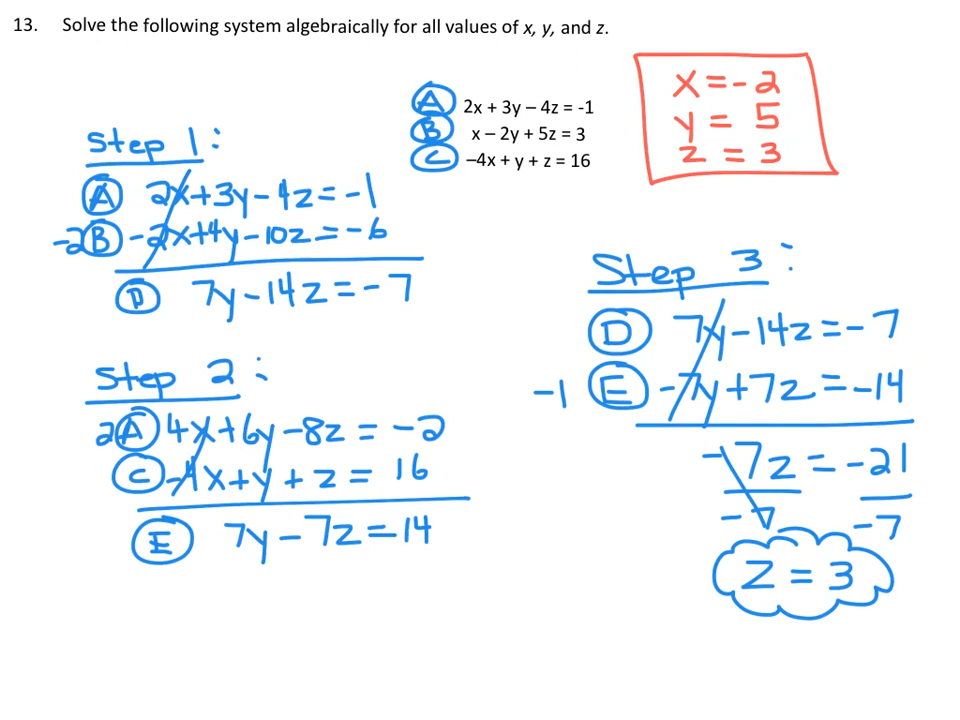 13. Solve the following system algebraically for all values of x, y, and z.
Ⓐ 2x + 3y – 4z = -1
Ⓑ x – 2y + 5z = 3
Ⓒ –4x + y + z = 16
x = -2
y = 5
z = 3
Step 1:
Ⓐ 2x+3y-4z=-1
-2Ⓑ -2x+4y-10z=-6
Ⓓ 7y-14z=-7
Step 2:
2Ⓐ 4x+6y-8z=-2
Ⓒ -4x+y+z=16
Ⓔ 7y-7z=14
Step 3:
Ⓓ 7y-14z=-7
-1 Ⓔ -7y+7z=-14
-7z=-21
-7 -7
z=3